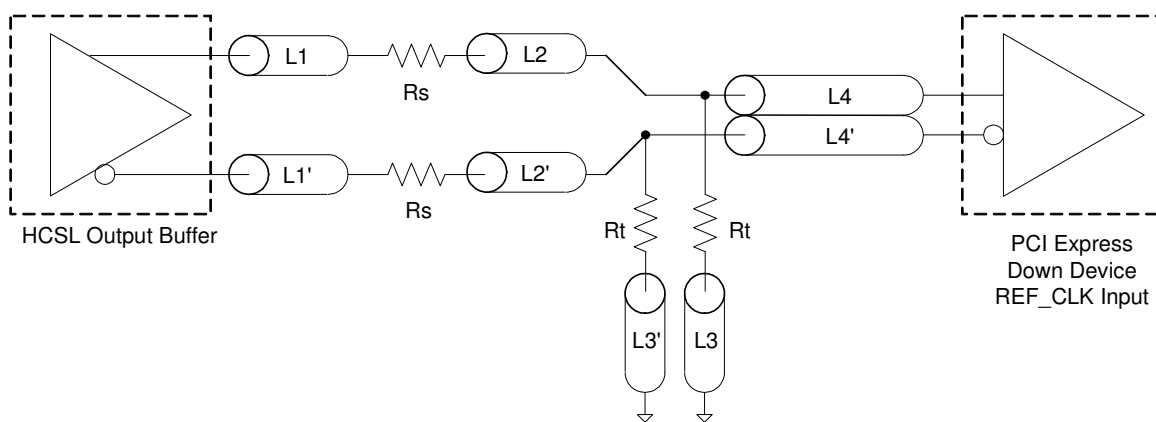 L1
Rs
L2
L4
L4'
L1'
Rs
L2'
HCSL Output Buffer
Rt
Rt
L3'
L3
PCI Express
Down Device
REF_CLK Input